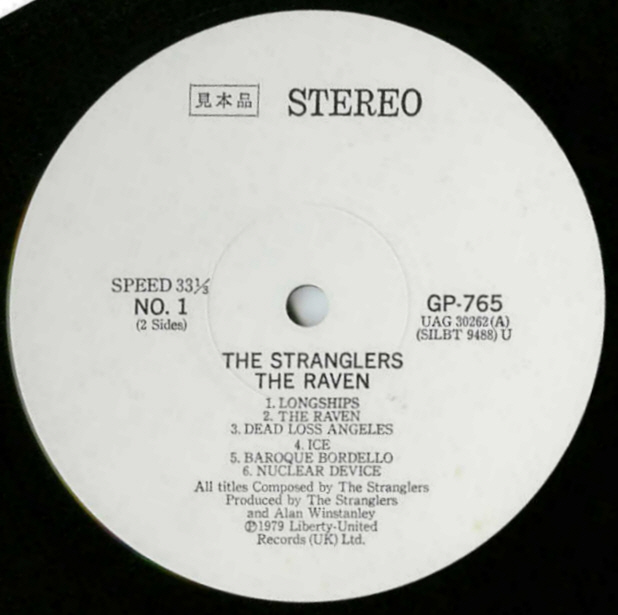 見本品 STEREO
SPEED 33⅓
NO. 1
(2 Sides)
GP-765
UAG 30262(A)
(SILBT 9488) U
THE STRANGLERS
THE RAVEN
1. LONGSHIPS
2. THE RAVEN
3. DEAD LOSS ANGELES
4. ICE
5. BAROQUE BORDELLO
6. NUCLEAR DEVICE
All titles Composed by The Stranglers
Produced by The Stranglers
and Alan Winstanley
℗1979 Liberty-United
Records (UK) Ltd.